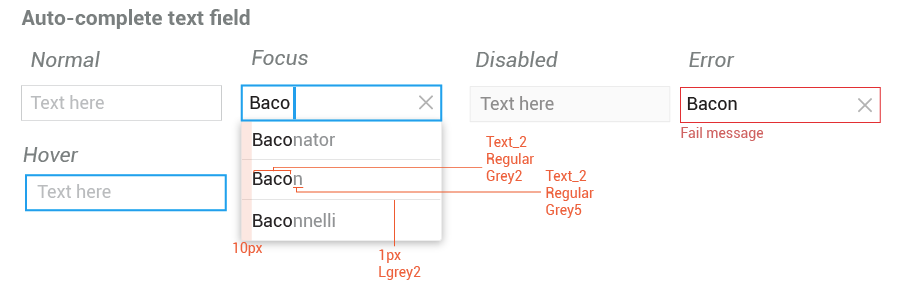 Auto-complete text field
Normal
Focus
Disabled
Error
Text here
Baco
Text here
Bacon
Fail message
Hover
Text here
Baconator
Bacon
Baconnelli
Text_2
Regular
Grey2
Text_2
Regular
Grey5
10px
1px
Lgrey2